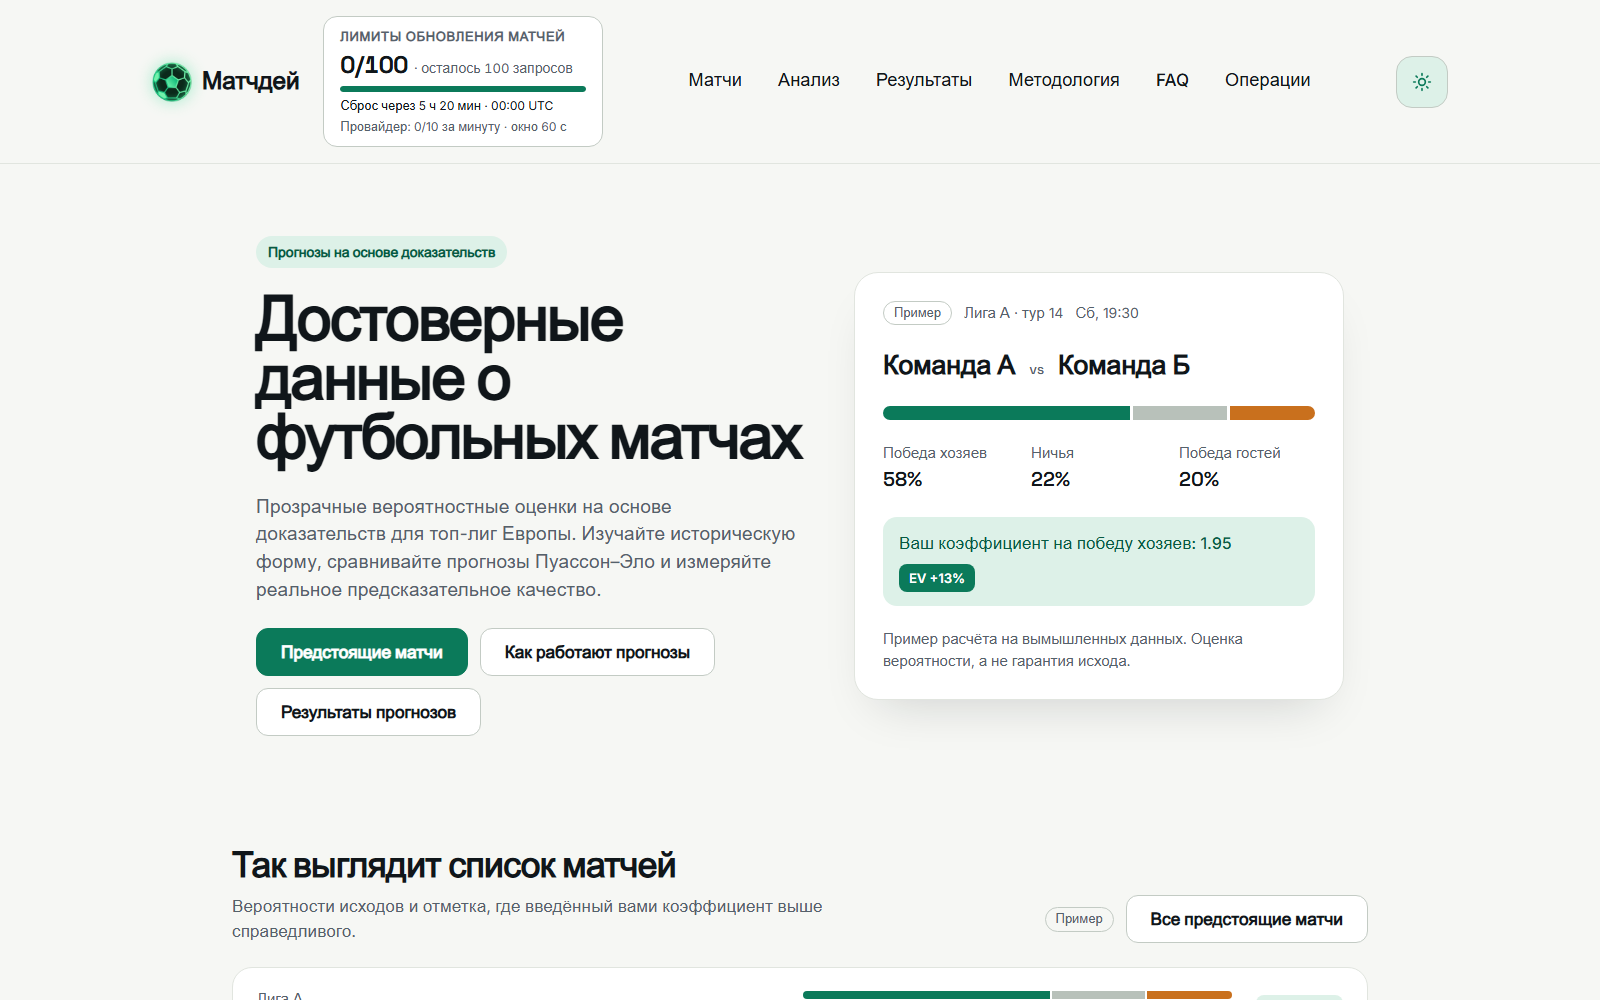 Матчдей
ЛИМИТЫ ОБНОВЛЕНИЯ МАТЧЕЙ
0/100 · осталось 100 запросов
Сброс через 5 ч 20 мин · 00:00 UTC
Провайдер: 0/10 за минуту · окно 60 с
Матчи
Анализ
Результаты
Методология
FAQ
Операции
Прогнозы на основе доказательств
Достоверные
данные о
футбольных матчах
Прозрачные вероятностные оценки на основе
доказательств для топ-лиг Европы. Изучайте историческую
форму, сравнивайте прогнозы Пуассон–Эло и измеряйте
реальное предсказательное качество.
Предстоящие матчи
Как работают прогнозы
Результаты прогнозов
Пример Лига А · тур 14 Сб, 19:30
Команда А vs Команда Б
Победа хозяев
58%
Ничья
22%
Победа гостей
20%
Ваш коэффициент на победу хозяев: 1.95
EV +13%
Пример расчёта на вымышленных данных. Оценка
вероятности, а не гарантия исхода.
Так выглядит список матчей
Вероятности исходов и отметка, где введённый вами коэффициент выше
справедливого.
Пример
Все предстоящие матчи
Лига А